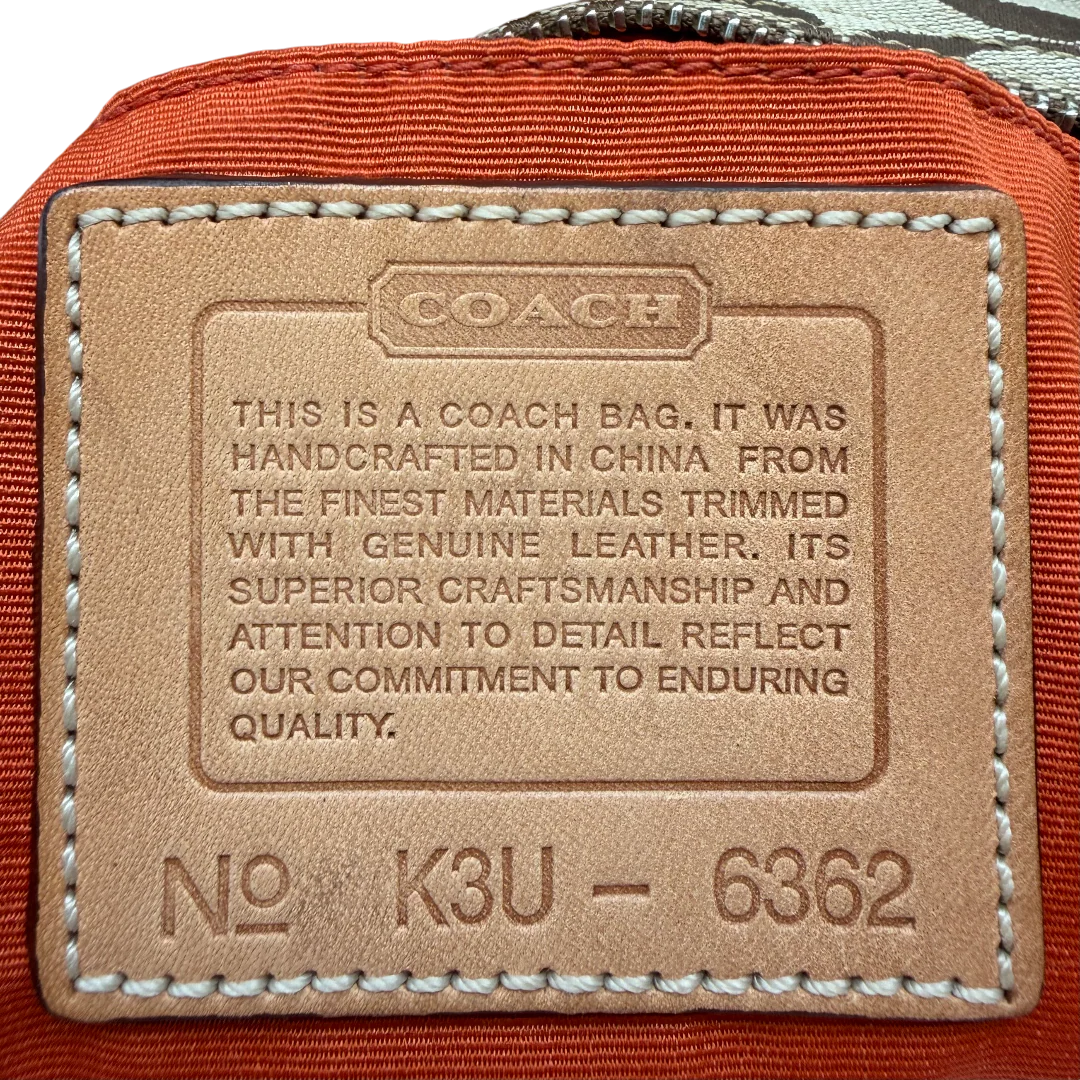 COACH
THIS IS A COACH BAG. IT WAS
HANDCRAFTED IN CHINA FROM
THE FINEST MATERIALS TRIMMED
WITH GENUINE LEATHER. ITS
SUPERIOR CRAFTSMANSHIP AND
ATTENTION TO DETAIL REFLECT
OUR COMMITMENT TO ENDURING
QUALITY.
Nº K3U - 6362